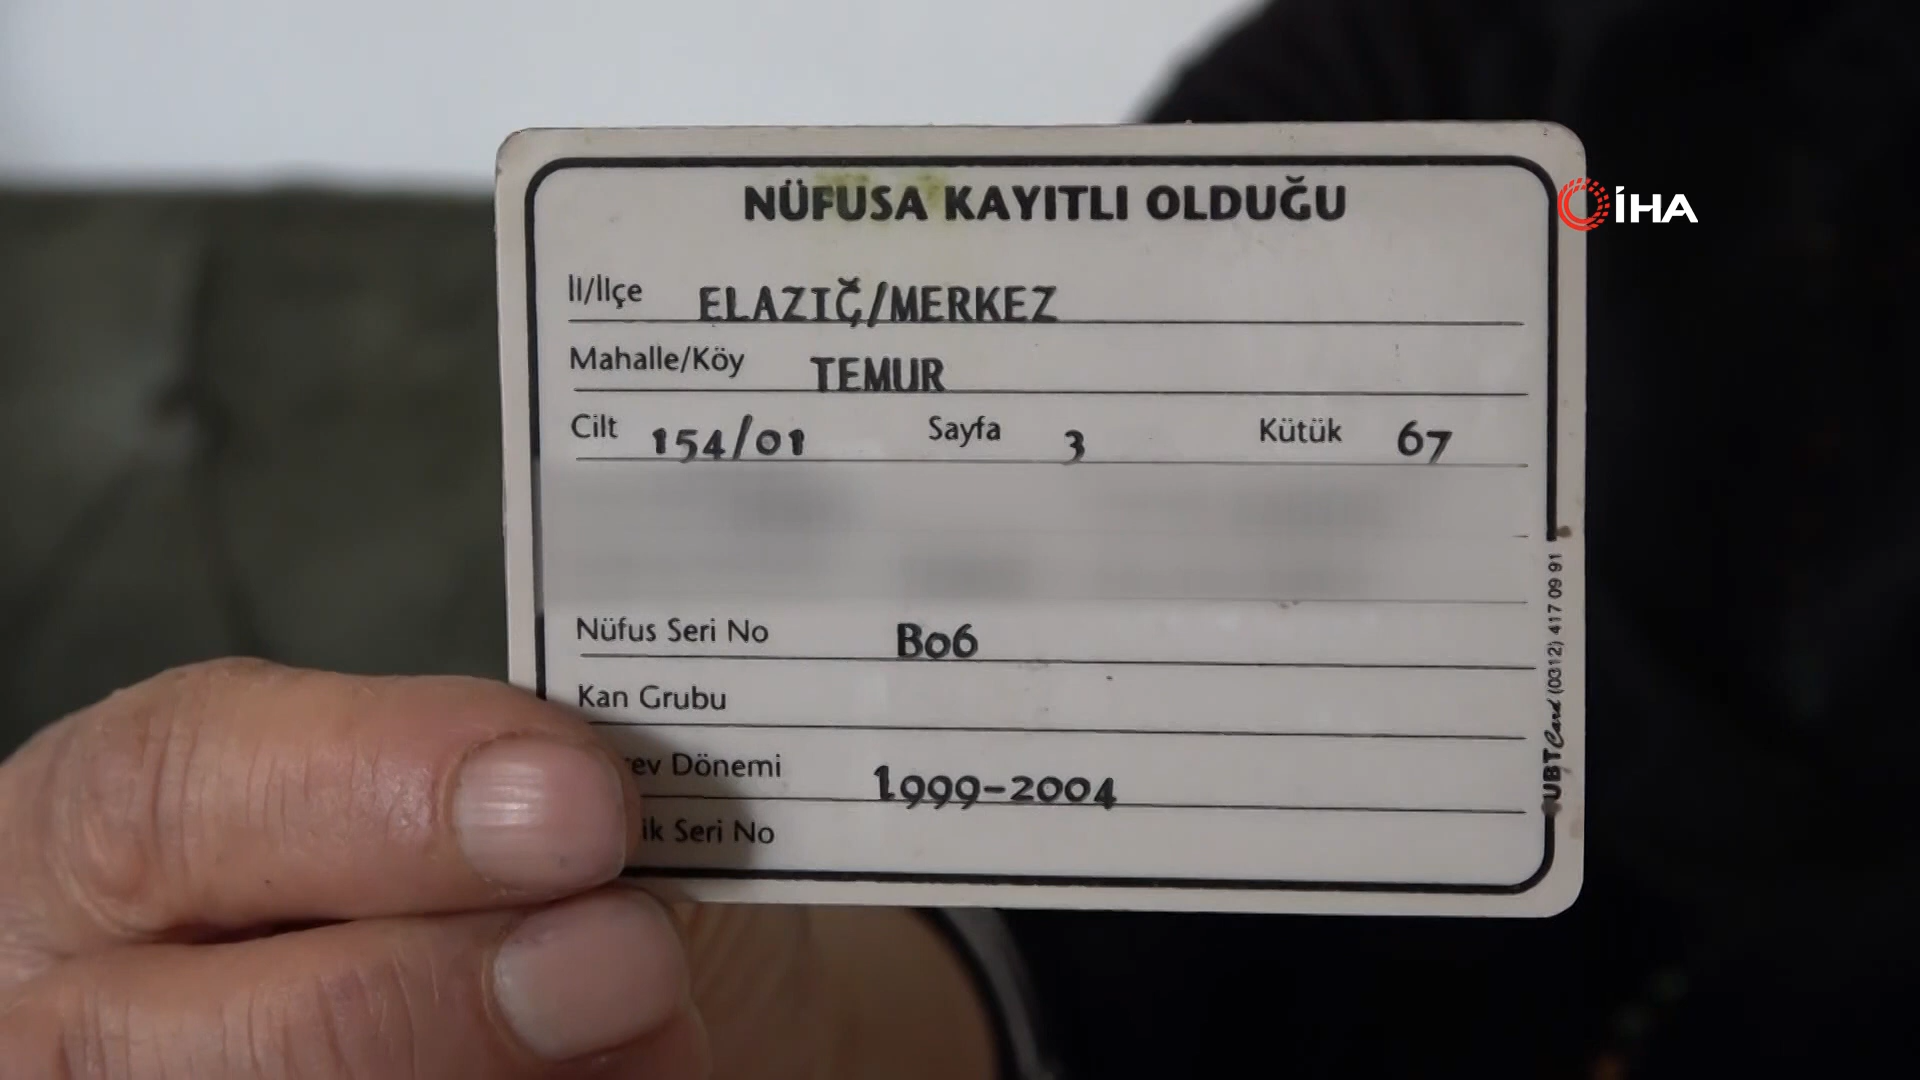 NÜFUSA KAYITLI OLDUĞU
İHA
İl/İlçe ELAZIĞ/MERKEZ
Mahalle/Köy TEMUR
Cilt 154/01 Sayfa 3 Kütük 67
Nüfus Seri No B06
Kan Grubu
rev Dönemi 1999-2004
ik Seri No
UBT Card (0312) 417 09 91